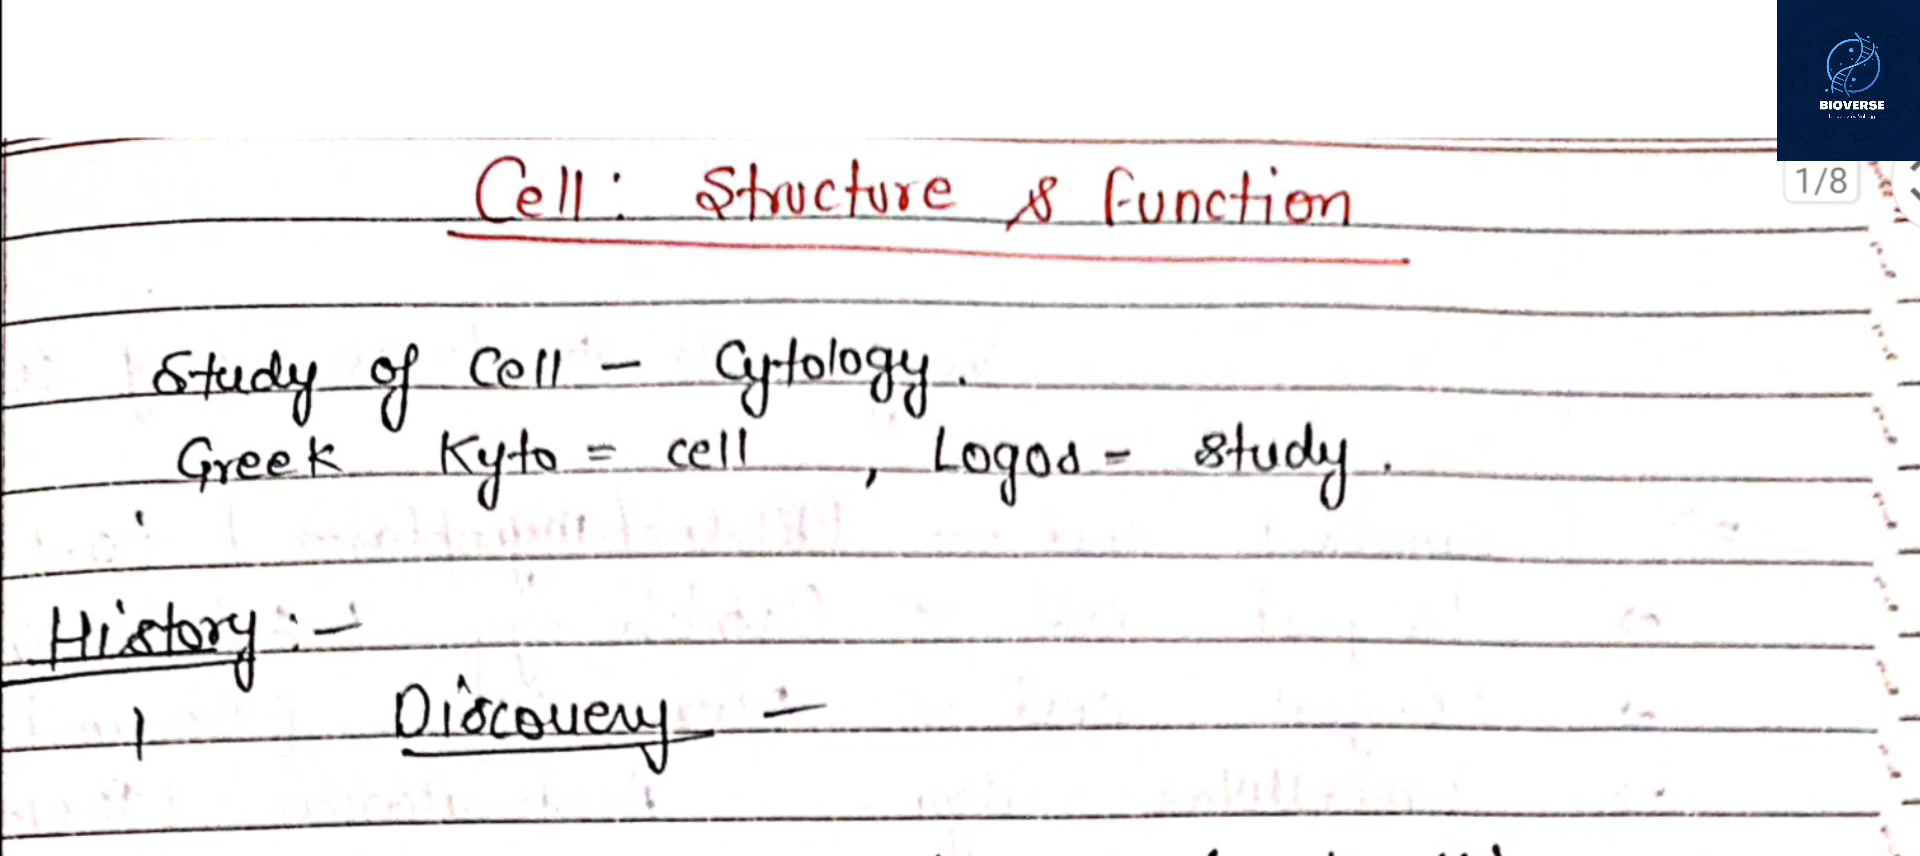 BIOVERSE
1/8
Cell: Structure & function
Study of Cell - Cytology.
Greek Kyto = cell , Logos - study.
History :-
1 Discovery :-